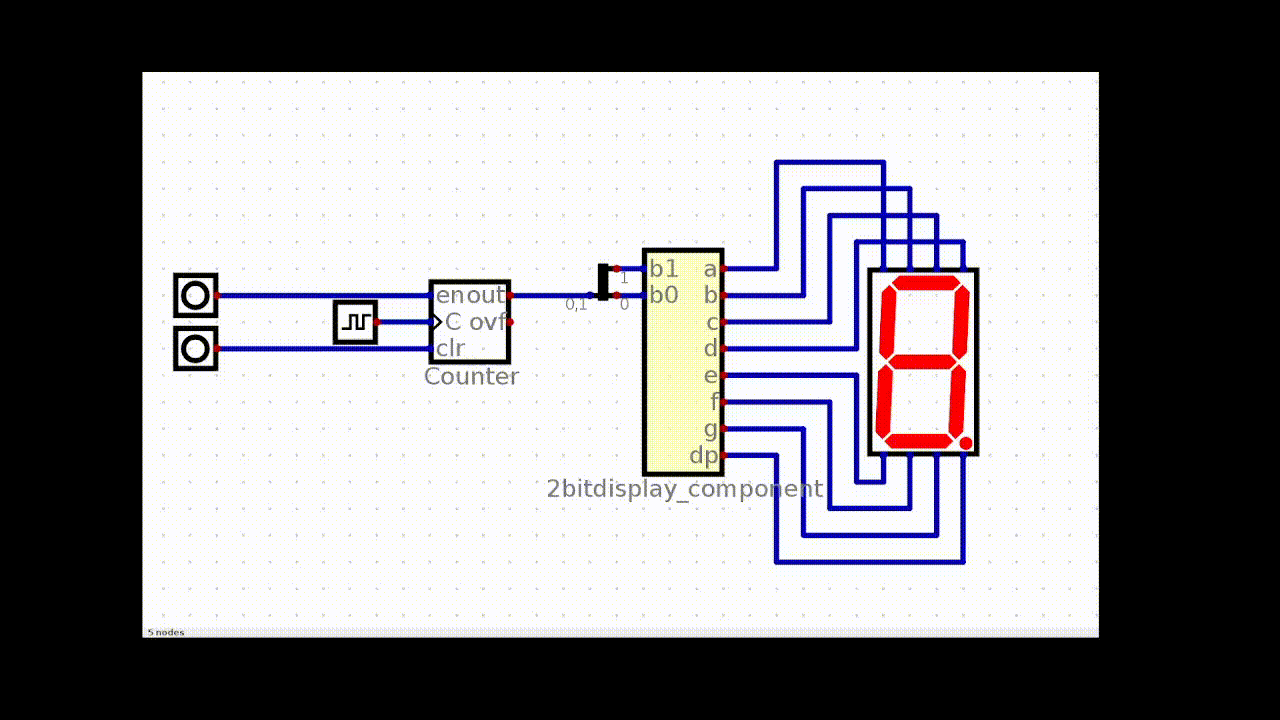 en out
C ovf
clr
Counter
0,1
1
0
b1 a
b0 b
c
d
e
f
g
dp
2bitdisplay_component
5 nodes